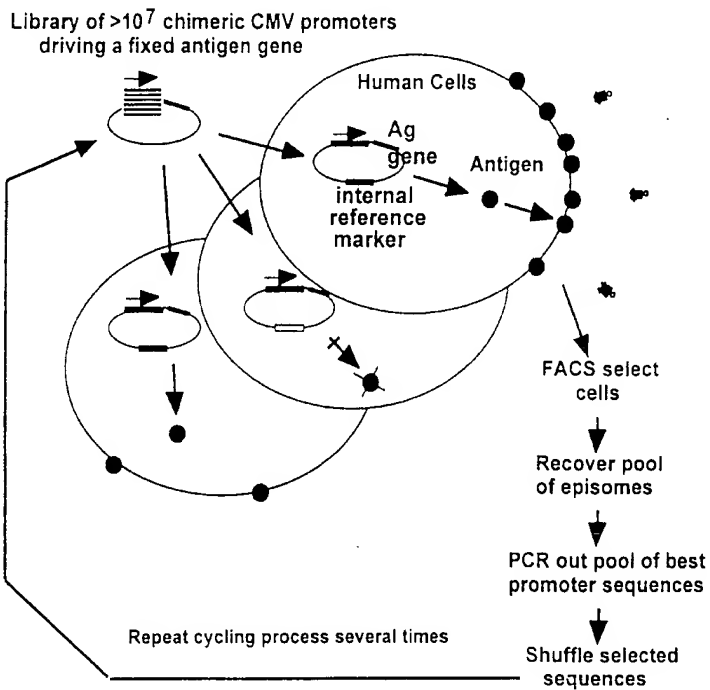 Library of >10⁷ chimeric CMV promoters
driving a fixed antigen gene
Human Cells
Ag
gene
Antigen
internal
reference
marker
FACS select
cells
Recover pool
of episomes
PCR out pool of best
promoter sequences
Shuffle selected
sequences
Repeat cycling process several times